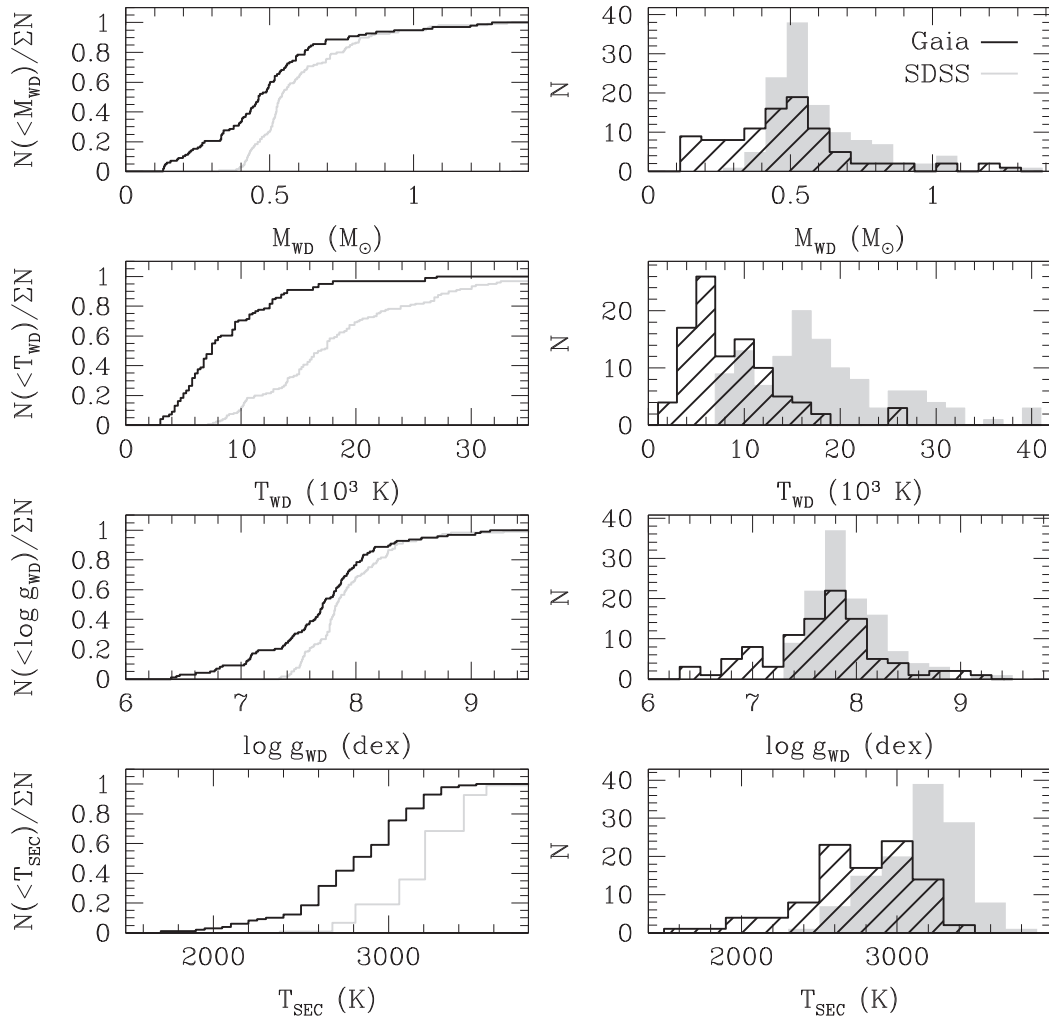 N(<M_WD)/ΣN
1
0.8
0.6
0.4
0.2
0
0 0.5 1
M_WD (M_⊙)
N
40
30
20
10
0
Gaia
SDSS
0 0.5 1
M_WD (M_⊙)
N(<T_WD)/ΣN
1
0.8
0.6
0.4
0.2
0
0 10 20 30
T_WD (10³ K)
N
20
10
0
0 10 20 30 40
T_WD (10³ K)
N(<log g_WD)/ΣN
1
0.8
0.6
0.4
0.2
0
6 7 8 9
log g_WD (dex)
N
40
30
20
10
0
6 7 8 9
log g_WD (dex)
N(<T_SEC)/ΣN
1
0.8
0.6
0.4
0.2
0
2000 3000
T_SEC (K)
N
40
30
20
10
0
2000 3000
T_SEC (K)